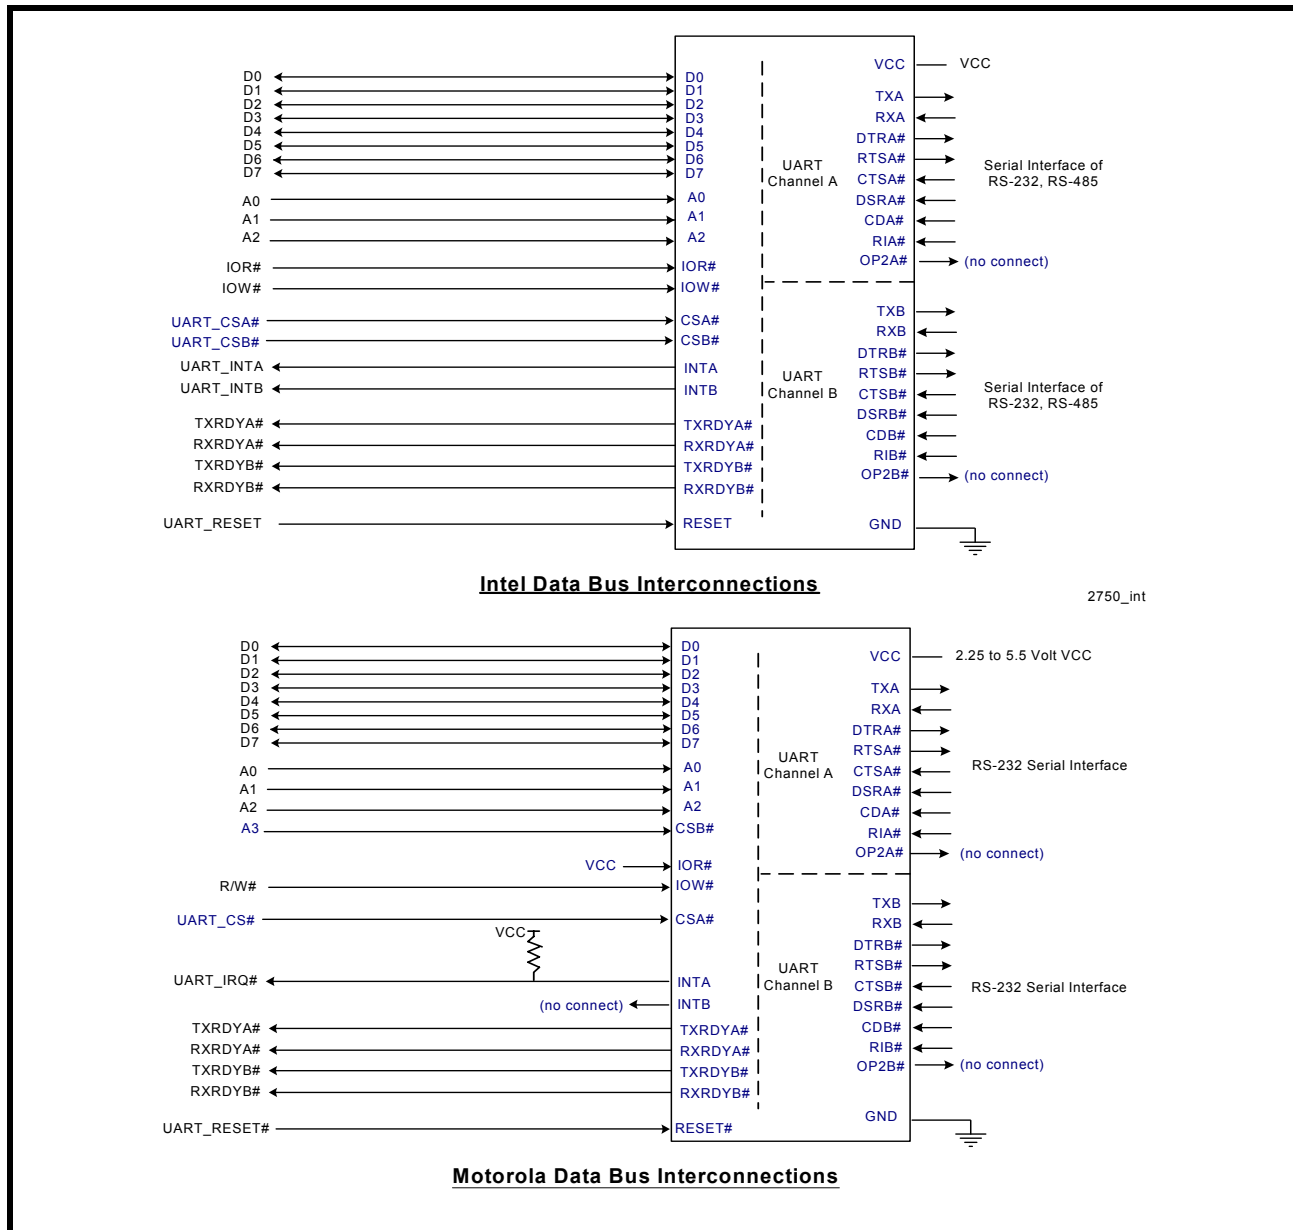 D0 D0 VCC VCC
D1 D1
D2 D2 TXA
D3 D3 RXA
D4 D4 DTRA#
D5 D5
D6 D6 UART RTSA# Serial Interface of
D7 D7 Channel A CTSA# RS-232, RS-485
A0 A0 DSRA#
A1 A1 CDA#
A2 A2 RIA#
IOR# IOR# OP2A# (no connect)
IOW# IOW#
UART_CSA# CSA# TXB
UART_CSB# CSB# RXB
DTRB#
UART_INTA INTA UART RTSB# Serial Interface of
UART_INTB INTB Channel B CTSB# RS-232, RS-485
DSRB#
TXRDYA# TXRDYA# CDB#
RXRDYA# RXRDYA# RIB#
TXRDYB# TXRDYB# OP2B# (no connect)
RXRDYB# RXRDYB#
UART_RESET RESET GND
Intel Data Bus Interconnections
2750_int
D0 D0 VCC 2.25 to 5.5 Volt VCC
D1 D1
D2 D2 TXA
D3 D3 RXA
D4 D4 DTRA#
D5 D5
D6 D6 UART RTSA# RS-232 Serial Interface
D7 D7 Channel A CTSA#
A0 A0 DSRA#
A1 A1 CDA#
A2 A2 RIA#
A3 CSB# OP2A# (no connect)
VCC IOR#
R/W# IOW# TXB
UART_CS# CSA# RXB
VCC DTRB#
UART RTSB#
UART_IRQ# INTA Channel B CTSB# RS-232 Serial Interface
(no connect) INTB DSRB#
TXRDYA# TXRDYA# CDB#
RXRDYA# RXRDYA# RIB#
TXRDYB# TXRDYB# OP2B# (no connect)
RXRDYB# RXRDYB#
UART_RESET# RESET# GND
Motorola Data Bus Interconnections